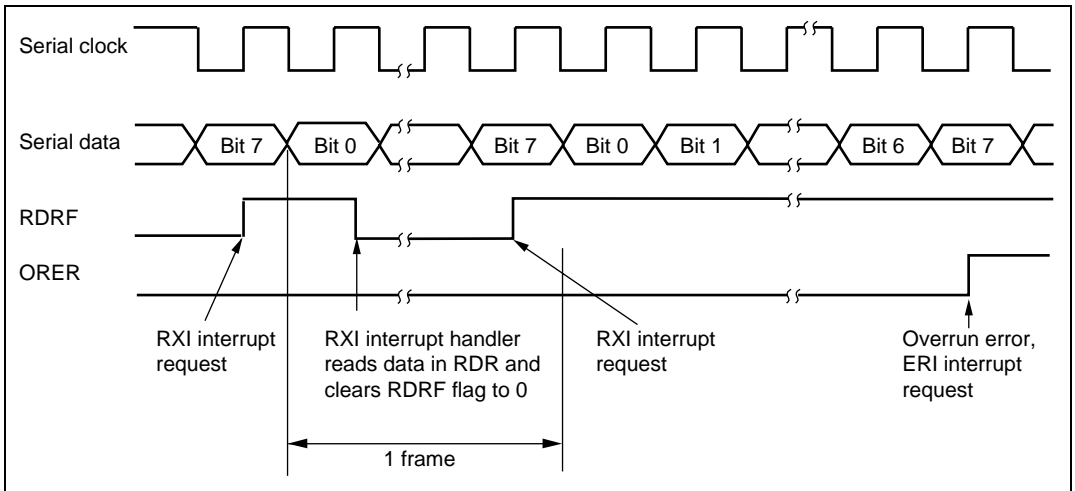 Serial clock
Serial data
Bit 7
Bit 0
Bit 7
Bit 0
Bit 1
Bit 6
Bit 7
RDRF
ORER
RXI interrupt
request
RXI interrupt handler
reads data in RDR and
clears RDRF flag to 0
RXI interrupt
request
Overrun error,
ERI interrupt
request
1 frame